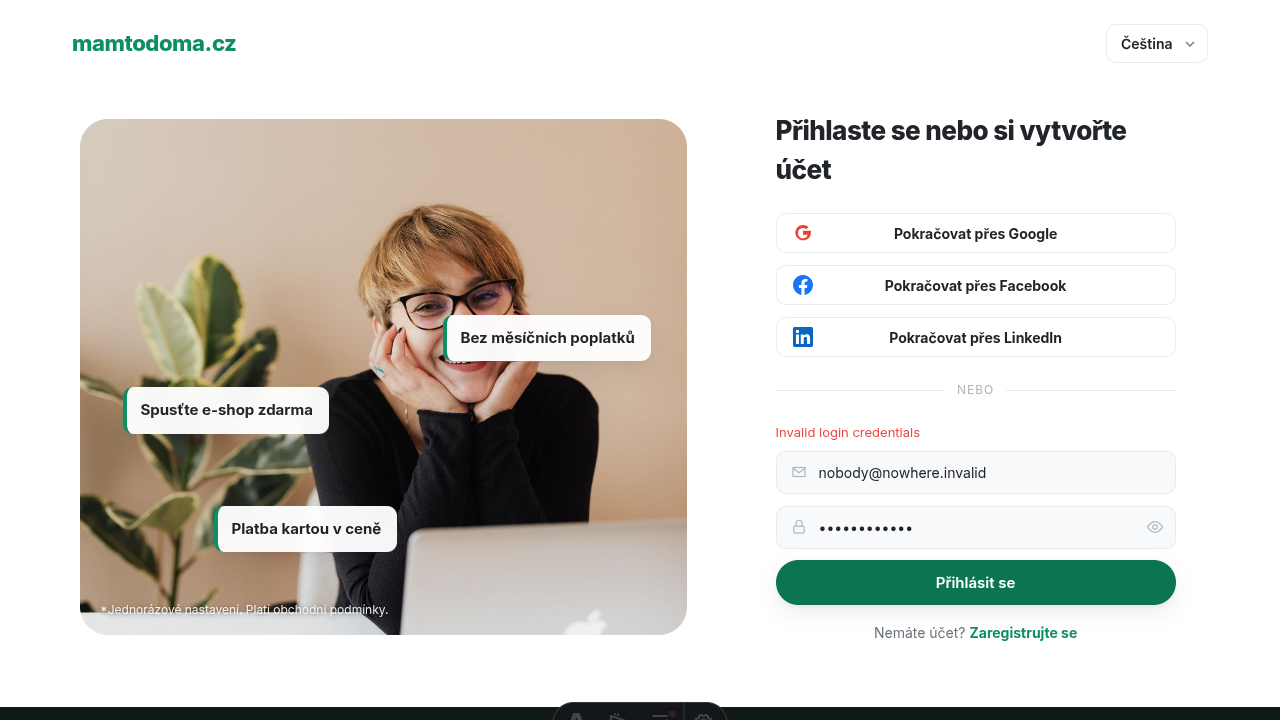 mamtodoma.cz
Čeština
Bez měsíčních poplatků
Spusťte e-shop zdarma
Platba kartou v ceně
*Jednorázové nastavení. Platí obchodní podmínky.
Přihlaste se nebo si vytvořte
účet
Pokračovat přes Google
Pokračovat přes Facebook
Pokračovat přes LinkedIn
NEBO
Invalid login credentials
nobody@nowhere.invalid
••••••••••••
Přihlásit se
Nemáte účet? Zaregistrujte se